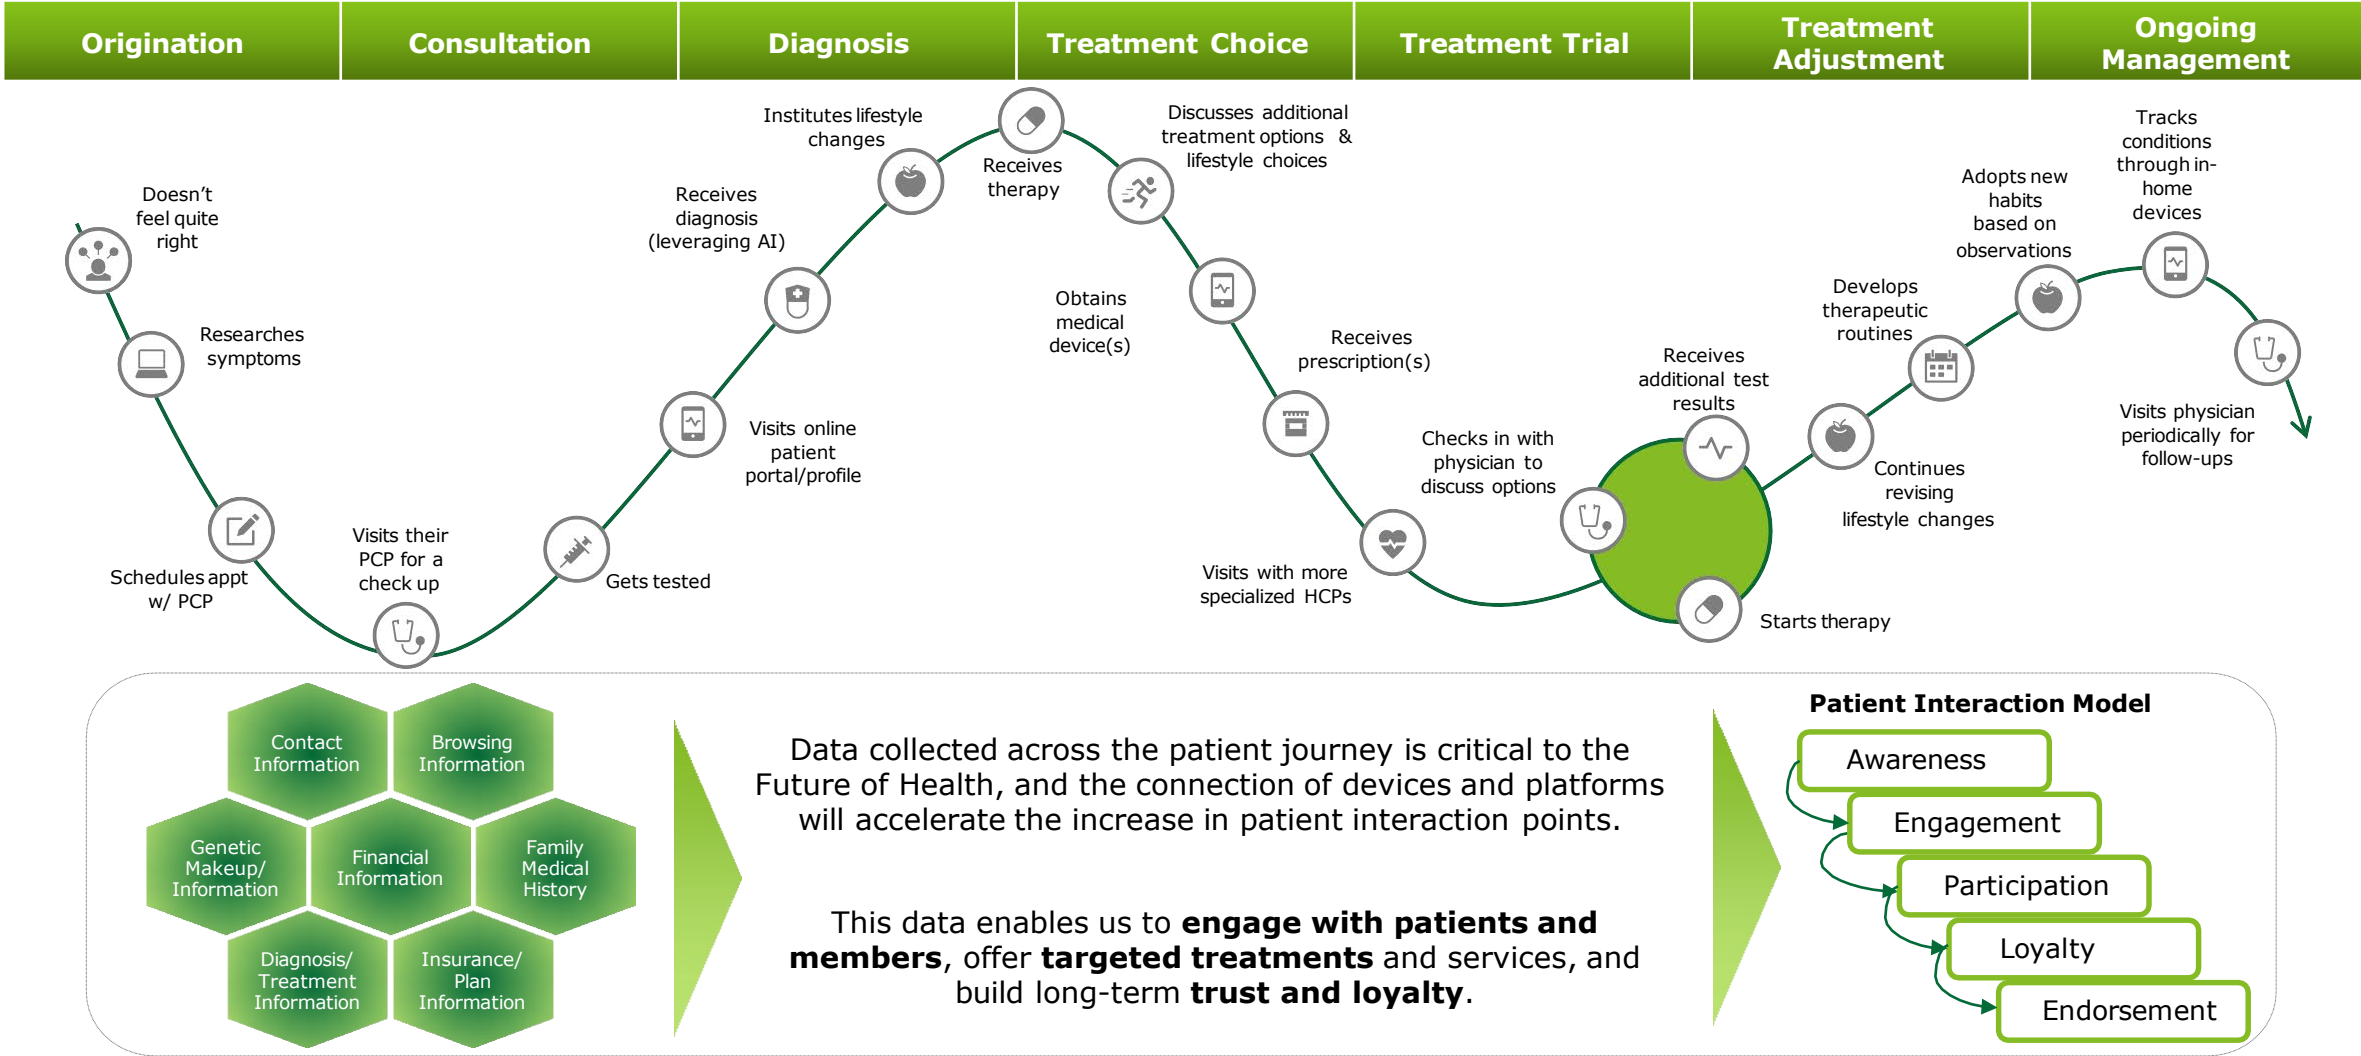 Origination
Consultation
Diagnosis
Treatment Choice
Treatment Trial
Treatment
Adjustment
Ongoing
Management
Doesn't
feel quite
right
Researches
symptoms
Schedules appt
w/ PCP
Visits their
PCP for a
check up
Gets tested
Visits online
patient
portal/profile
Receives
diagnosis
(leveraging AI)
Institutes lifestyle
changes
Receives
therapy
Discusses additional
treatment options &
lifestyle choices
Obtains
medical
device(s)
Receives
prescription(s)
Visits with more
specialized HCPs
Checks in with
physician to
discuss options
Receives
additional test
results
Starts therapy
Continues
revising
lifestyle changes
Develops
therapeutic
routines
Adopts new
habits
based on
observations
Tracks
conditions
through in-
home
devices
Visits physician
periodically for
follow-ups
Contact
Information
Browsing
Information
Genetic
Makeup/
Information
Financial
Information
Family
Medical
History
Diagnosis/
Treatment
Information
Insurance/
Plan
Information
Data collected across the patient journey is critical to the
Future of Health, and the connection of devices and platforms
will accelerate the increase in patient interaction points.
This data enables us to engage with patients and
members, offer targeted treatments and services, and
build long-term trust and loyalty.
Patient Interaction Model
Awareness
Engagement
Participation
Loyalty
Endorsement